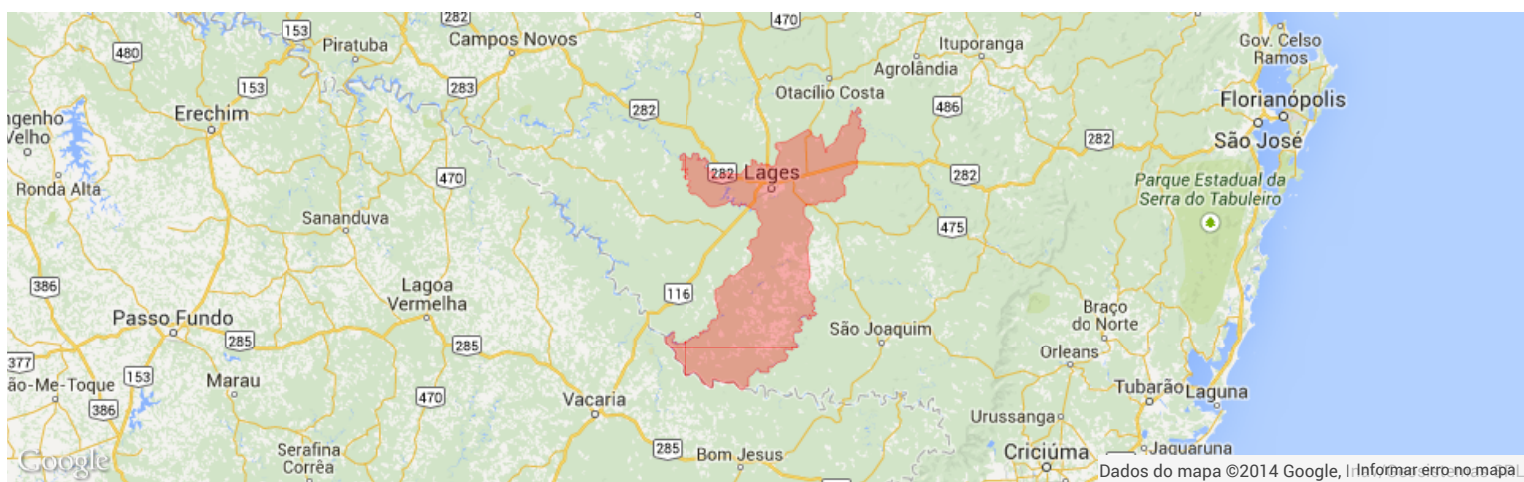 282
470
153
Piratuba
Campos Novos
Ituporanga
Gov. Celso
Ramos
480
Agrolândia
153
283
Otacílio Costa
282
486
Florianópolis
Erechim
ngenho
Velho
282
São José
282
Lages
282
470
Ronda Alta
Parque Estadual da
Serra do Tabuleiro
Sananduva
475
386
Lagoa
Vermelha
116
Braço
do Norte
Passo Fundo
São Joaquim
285
285
Orleans
377
153
Marau
ão-Me-Toque
Tubarão
Laguna
470
Vacaria
386
Urussanga
285
Serafina
Corrêa
Bom Jesus
Criciúma
Jaguaruna
Google
Dados do mapa ©2014 Google, I
Informar erro no mapa